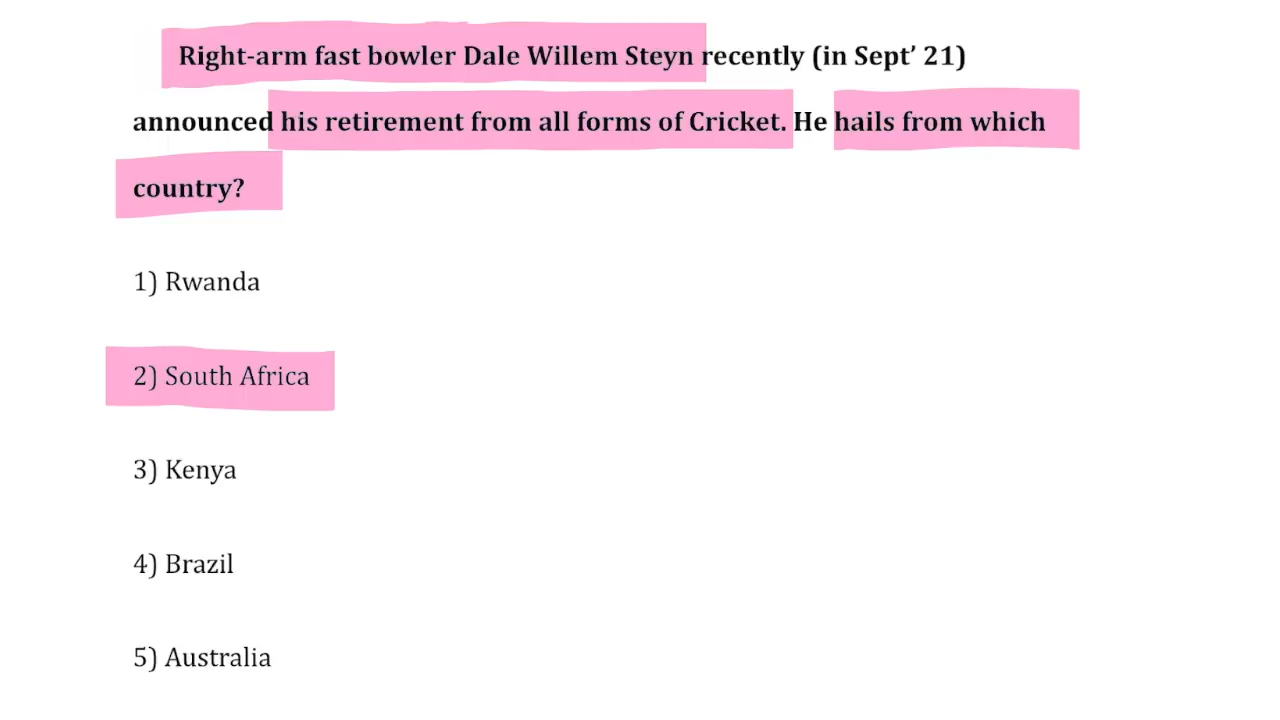 Right-arm fast bowler Dale Willem Steyn recently (in Sept’ 21)
announced his retirement from all forms of Cricket. He hails from which
country?
1) Rwanda
2) South Africa
3) Kenya
4) Brazil
5) Australia